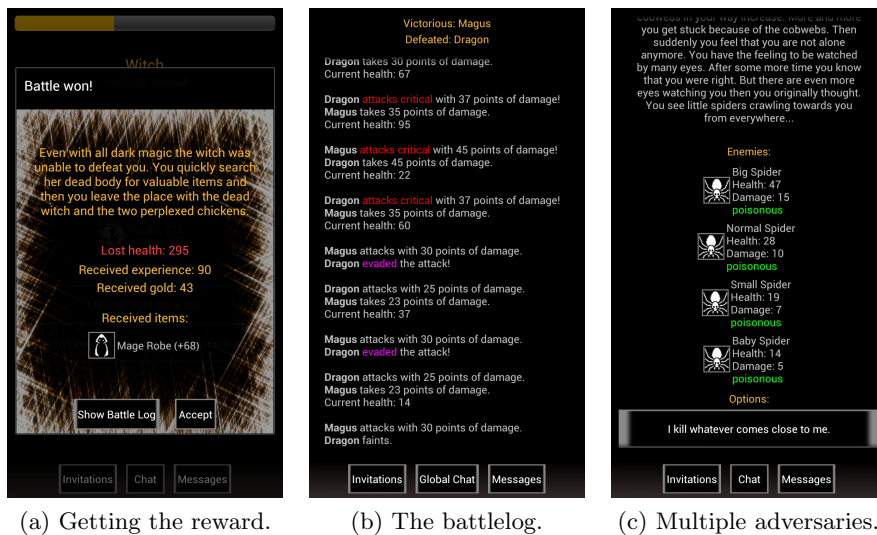 Witch
Battle won!
Even with all dark magic the witch was
unable to defeat you. You quickly search
her dead body for valuable items and
then you leave the place with the dead
witch and the two perplexed chickens.
Lost health: 295
Received experience: 90
Received gold: 43
Received items:
Mage Robe (+68)
Show Battle Log
Accept
Invitations
Chat
Messages
(a) Getting the reward.
Victorious: Magus
Defeated: Dragon
Dragon takes 30 points of damage.
Current health: 67
Dragon attacks critical with 37 points of damage!
Magus takes 35 points of damage.
Current health: 95
Magus attacks critical with 45 points of damage!
Dragon takes 45 points of damage.
Current health: 22
Dragon attacks critical with 37 points of damage!
Magus takes 35 points of damage.
Current health: 60
Magus attacks with 30 points of damage.
Dragon evaded the attack!
Dragon attacks with 25 points of damage.
Magus takes 23 points of damage.
Current health: 37
Magus attacks with 30 points of damage.
Dragon evaded the attack!
Dragon attacks with 25 points of damage.
Magus takes 23 points of damage.
Current health: 14
Magus attacks with 30 points of damage.
Dragon faints.
Invitations
Global Chat
Messages
(b) The battlelog.
cobwebs in your way increase. More and more
you get stuck because of the cobwebs. Then
suddenly you feel that you are not alone
anymore. You have the feeling to be watched
by many eyes. After some more time you know
that you were right. But there are even more
eyes watching you then you originally thought.
You see little spiders crawling towards you
from everywhere...
Enemies:
Big Spider
Health: 47
Damage: 15
poisonous
Normal Spider
Health: 28
Damage: 10
poisonous
Small Spider
Health: 19
Damage: 7
poisonous
Baby Spider
Health: 14
Damage: 5
poisonous
Options:
I kill whatever comes close to me.
Invitations
Chat
Messages
(c) Multiple adversaries.